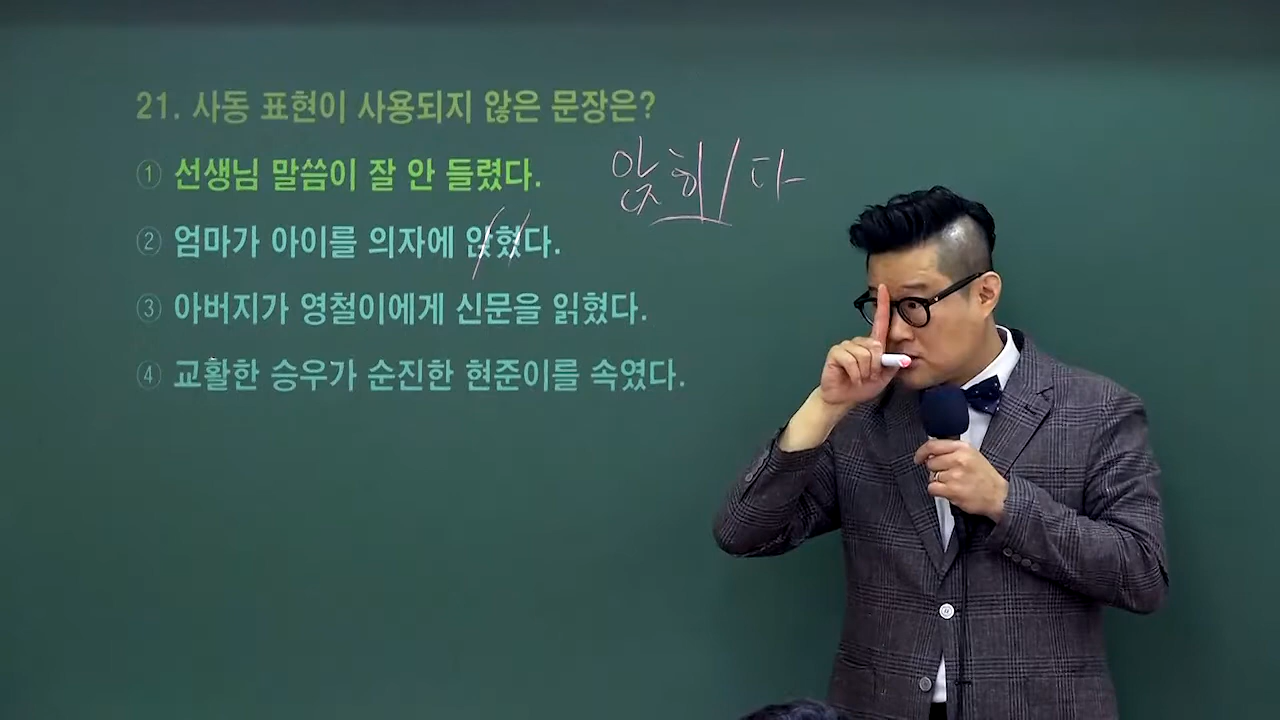 21. 사동 표현이 사용되지 않은 문장은?
① 선생님 말씀이 잘 안 들렸다.
앉히/다
② 엄마가 아이를 의자에 앉혔다.
③ 아버지가 영철이에게 신문을 읽혔다.
④ 교활한 승우가 순진한 현준이를 속였다.